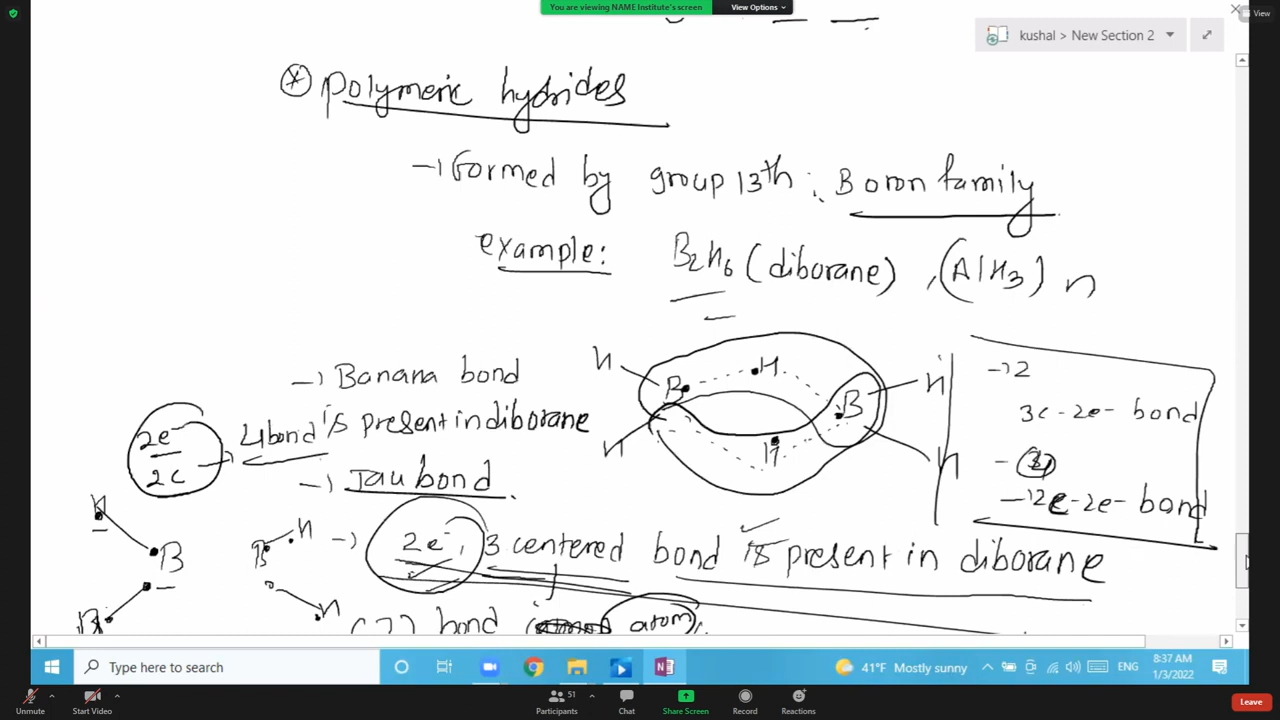 You are viewing NAME Institute's screen
View Options
View
kushal > New Section 2
polymeric hydrides
→ Formed by group 13th : Boron family
example: B2H6 (diborane), (AlH3) n
→ Banana bond
2e- 2c → 4 bond is present in diborane
→ Tau bond.
H B H H
H B H H
→ 2
3c-2e- bond
→ 2c-2e- bond
→ 2e-, 3 centered bond is present in diborane
H B B H
B H
bond atom
Type here to search
41°F Mostly sunny
ENG
8:37 AM
1/3/2022
Unmute
Start Video
51
Participants
Chat
Share Screen
Record
Reactions
Leave